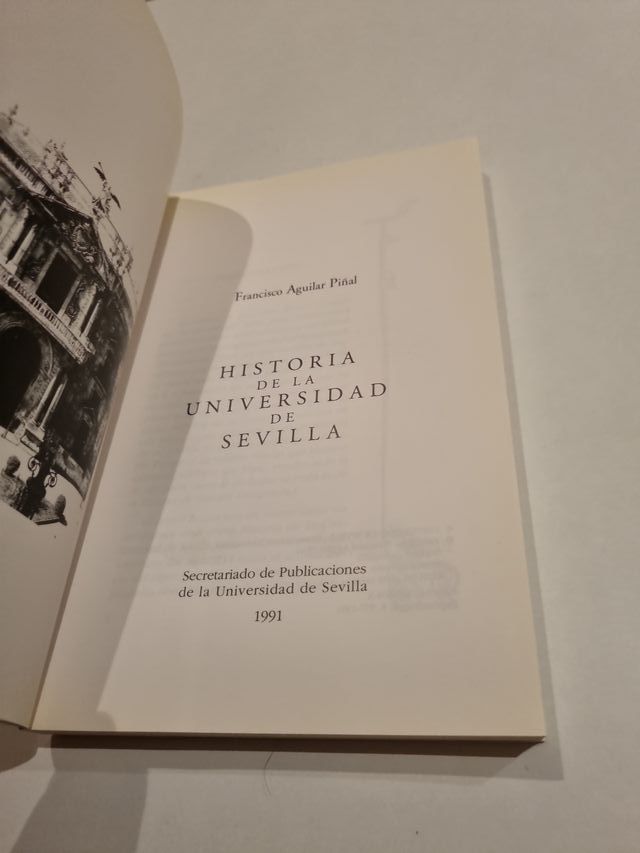 Francisco Aguilar Piñal
HISTORIA
DE LA
UNIVERSIDAD
DE
SEVILLA
Secretariado de Publicaciones
de la Universidad de Sevilla
1991